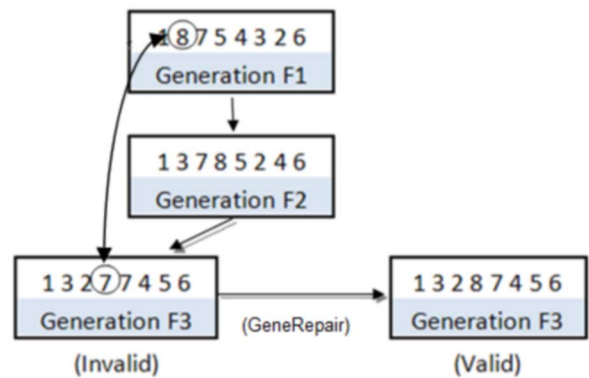 1 8 7 5 4 3 2 6
Generation F1
1 3 7 8 5 2 4 6
Generation F2
1 3 2 7 7 4 5 6
Generation F3
(Invalid)
(GeneRepair)
1 3 2 8 7 4 5 6
Generation F3
(Valid)